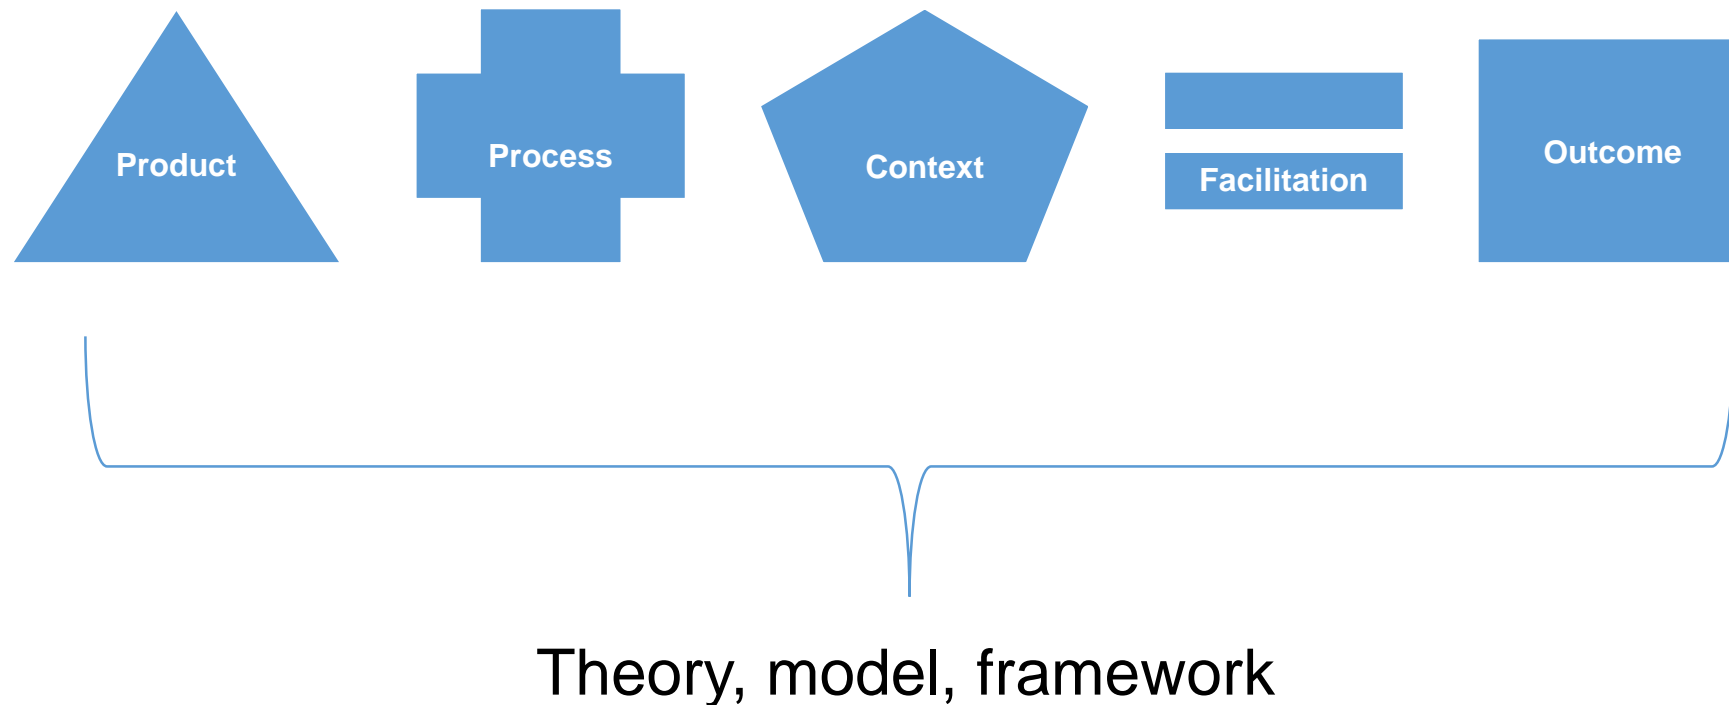 Product
Process
Context
Facilitation
Outcome
Theory, model, framework